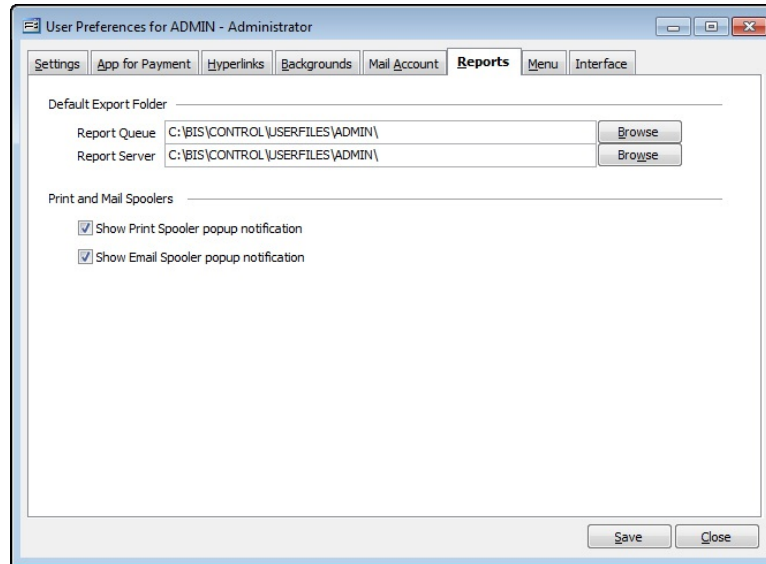 User Preferences for ADMIN - Administrator
Settings App for Payment Hyperlinks Backgrounds Mail Account Reports Menu Interface
Default Export Folder
Report Queue C:\BIS\CONTROL\USERFILES\ADMIN\ Browse
Report Server C:\BIS\CONTROL\USERFILES\ADMIN\ Browse
Print and Mail Spoolers
Show Print Spooler popup notification
Show Email Spooler popup notification
Save Close